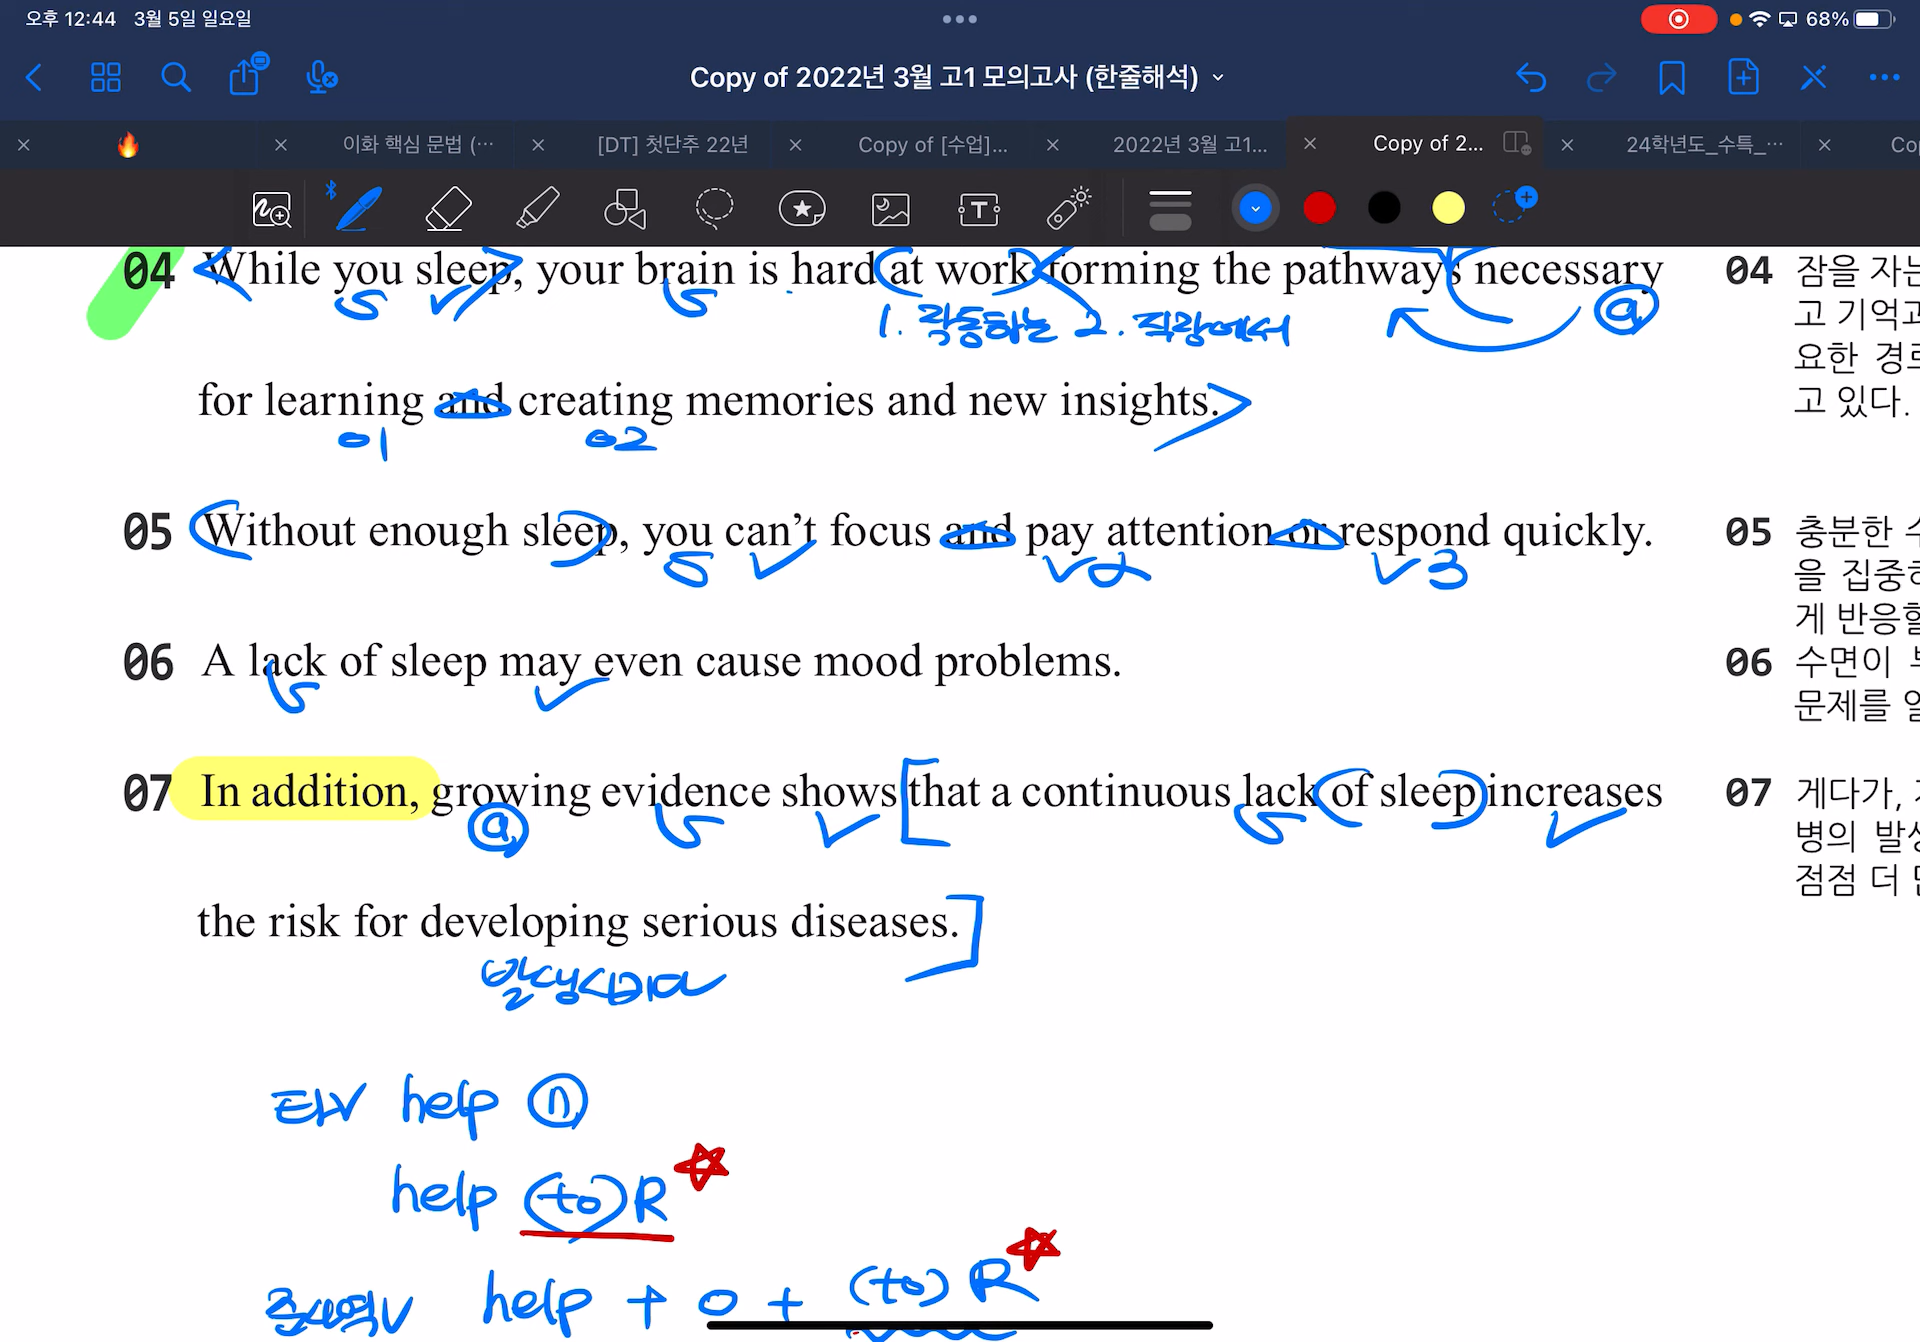 오후 12:44 3월 5일 일요일 68%
Copy of 2022년 3월 고1 모의고사 (한줄해석)
이화 핵심 문법 (··· [DT] 첫단추 22년 Copy of [수업]... 2022년 3월 고1... Copy of 2... 24학년도_수특_··· Co
04 While you sleep, your brain is hard at work forming the pathways necessary 04 잠을 자는
ⓐ 고 기억과
1. 작동하는 2. 직장에서
요한 경로
for learning and creating memories and new insights. 고 있다.
01 02
05 Without enough sleep, you can't focus and pay attention or respond quickly. 05 충분한 수
S V V2 V3 을 집중하
게 반응할
06 A lack of sleep may even cause mood problems. 06 수면이 부
S V 문제를 일
07 In addition, growing evidence shows [that a continuous lack of sleep increases 07 게다가,
ⓐ S V S V 병의 발생
the risk for developing serious diseases.] 점점 더
발생시키다
타V help ⓝ
help (to) R
준사역V help + O + (to) R